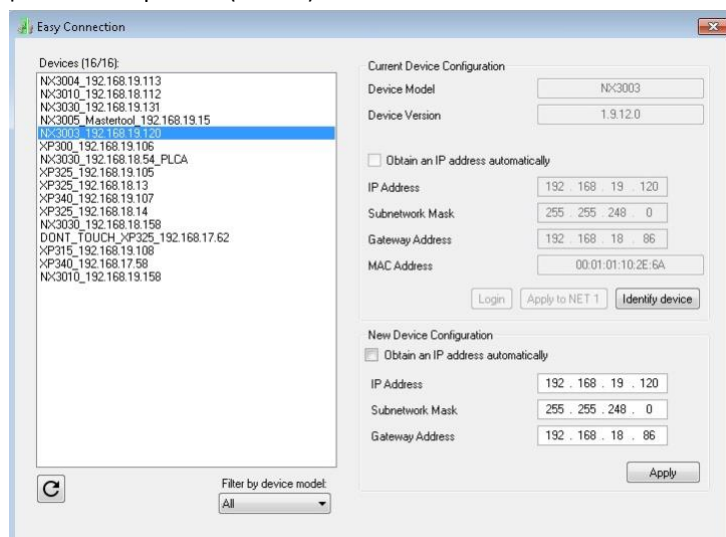 Easy Connection
Devices (16/16):
NX3004_192.168.19.113
NX3010_192.168.18.112
NX3030_192.168.19.131
NX3005_Mastertool_192.168.19.15
NX3003_192.168.19.120
XP300_192.168.19.106
NX3030_192.168.18.54_PLCA
XP325_192.168.19.105
XP325_192.168.18.13
XP340_192.168.19.107
XP325_192.168.18.14
NX3030_192.168.18.158
DONT_TOUCH_XP325_192.168.17.62
XP315_192.168.19.108
XP340_192.168.17.58
NX3010_192.168.19.158
Filter by device model:
All
Current Device Configuration
Device Model NX3003
Device Version 1.9.12.0
Obtain an IP address automatically
IP Address 192 . 168 . 19 . 120
Subnetwork Mask 255 . 255 . 248 . 0
Gateway Address 192 . 168 . 18 . 86
MAC Address 00:01:01:10:2E:6A
Login Apply to NET 1 Identify device
New Device Configuration
Obtain an IP address automatically
IP Address 192 . 168 . 19 . 120
Subnetwork Mask 255 . 255 . 248 . 0
Gateway Address 192 . 168 . 18 . 86
Apply